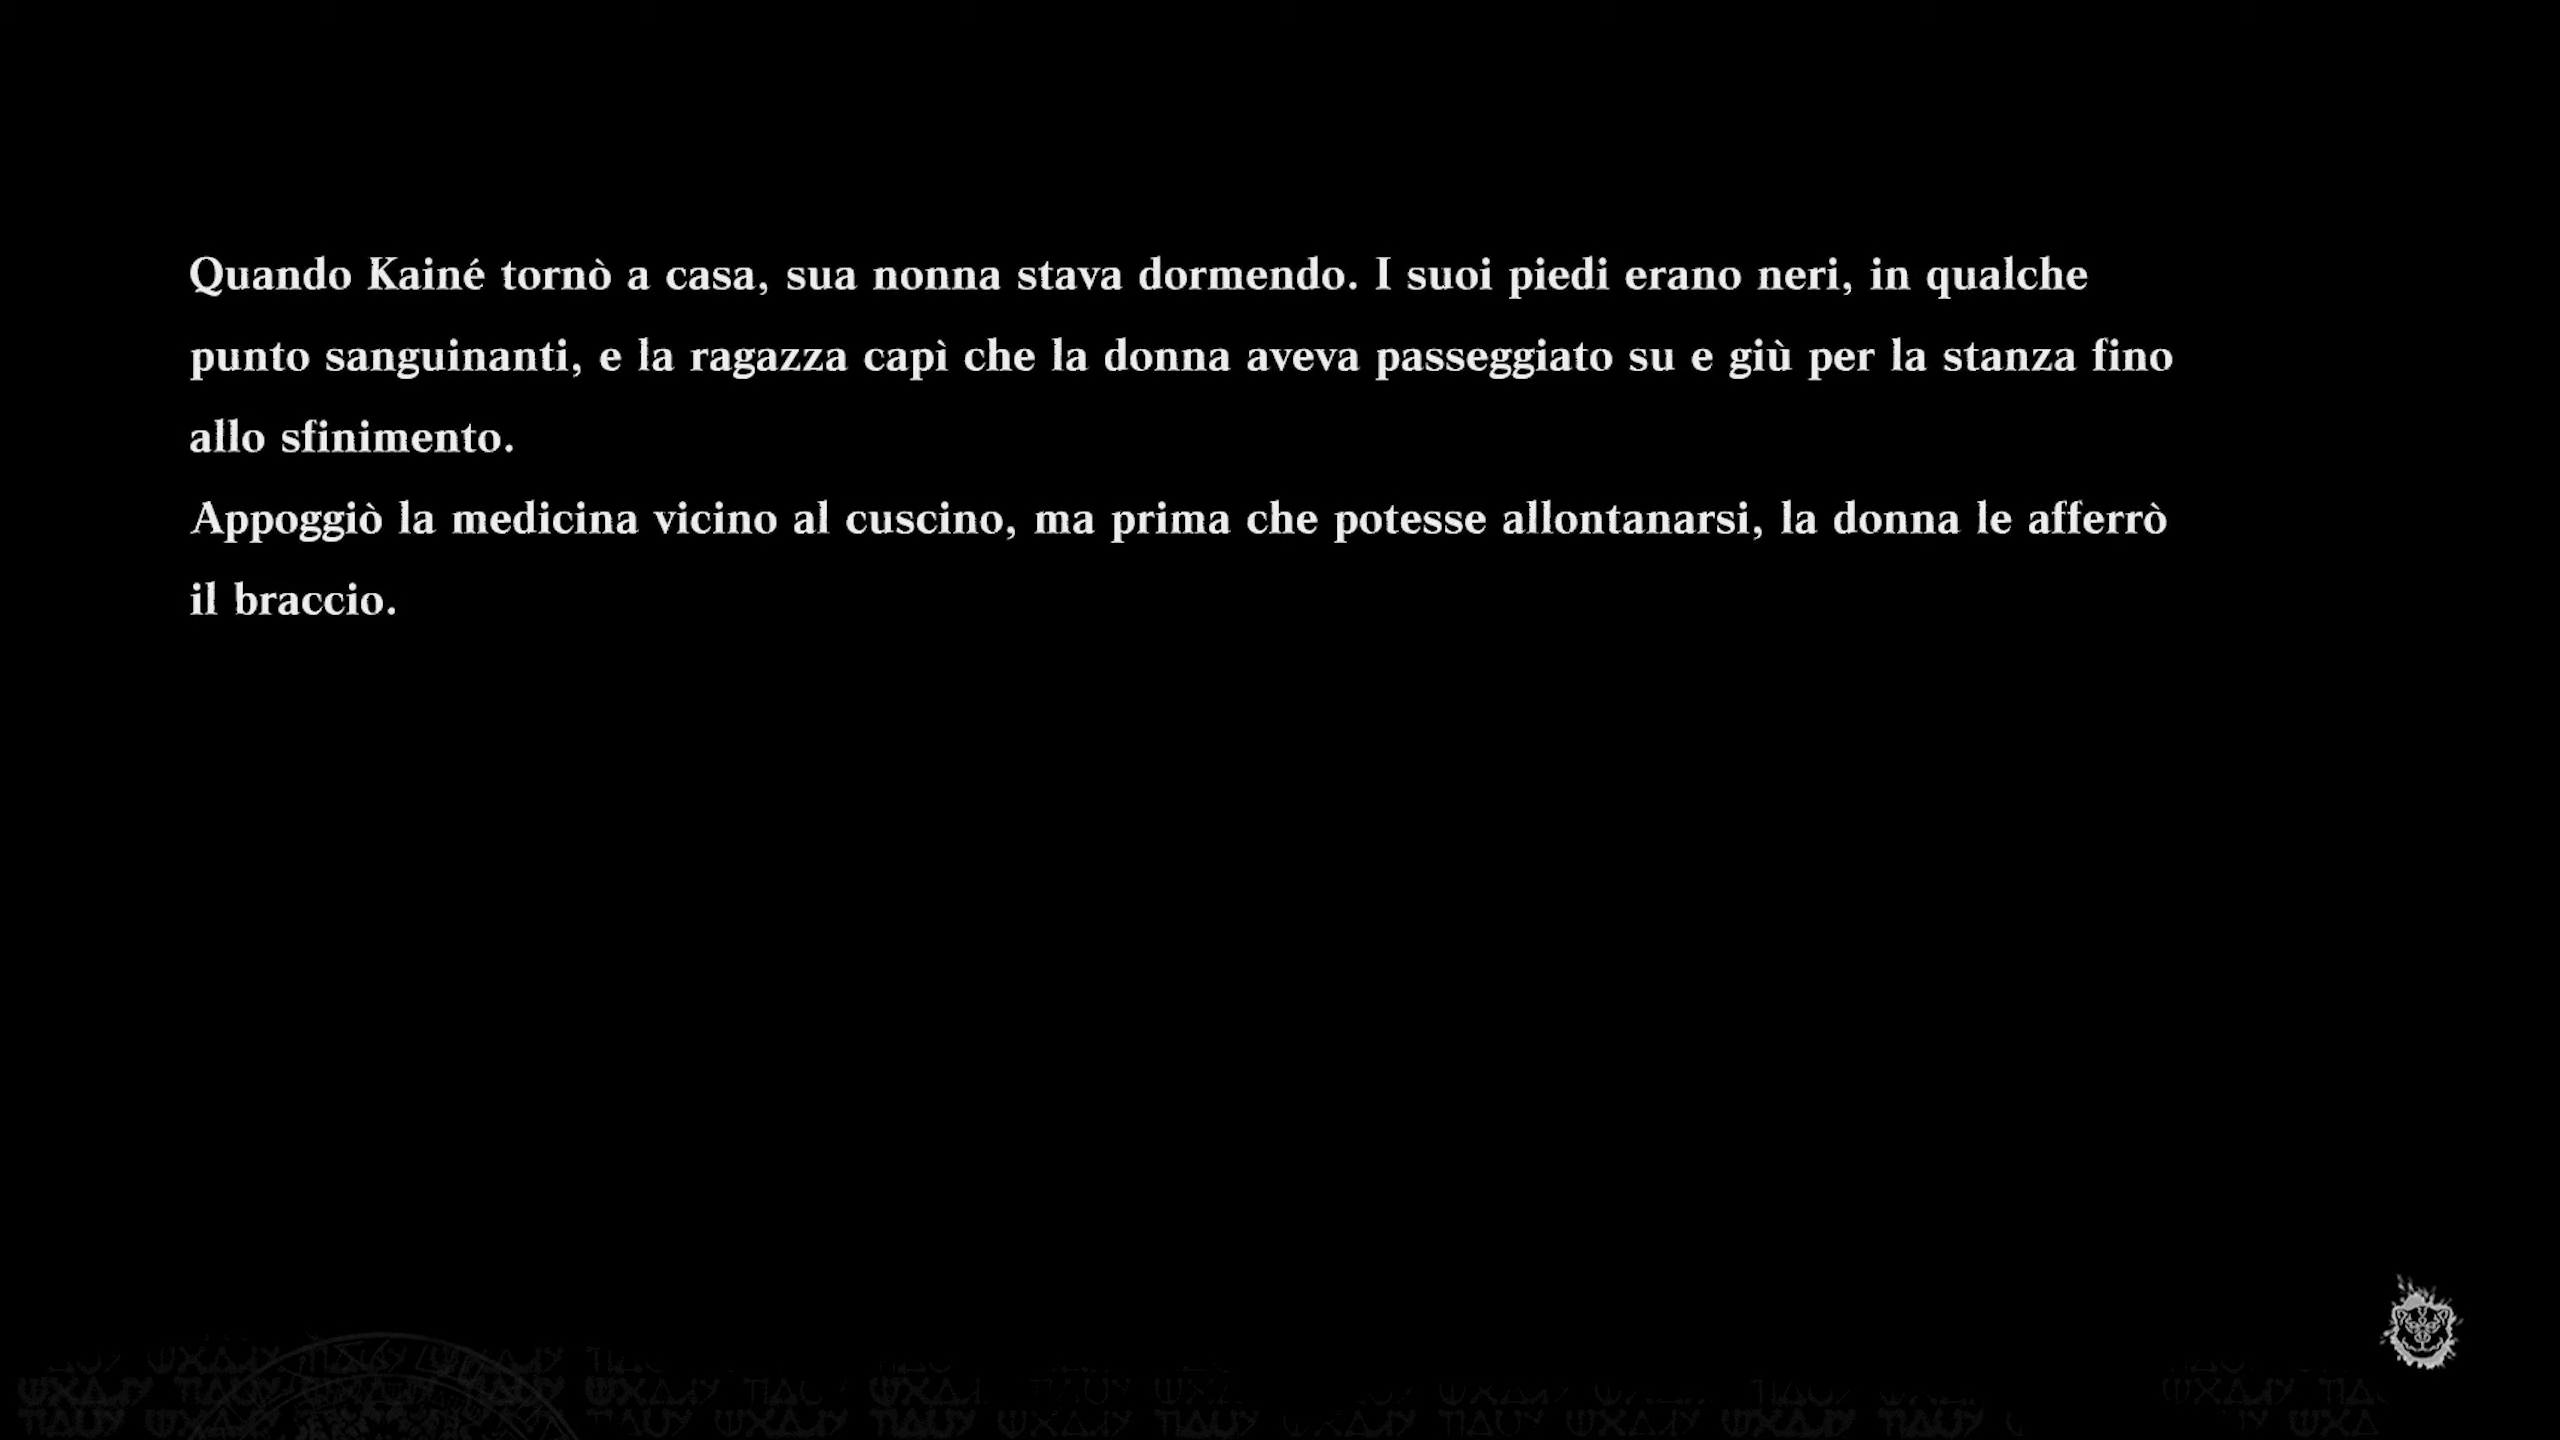 Quando Kainé tornò a casa, sua nonna stava dormendo. I suoi piedi erano neri, in qualche
punto sanguinanti, e la ragazza capì che la donna aveva passeggiato su e giù per la stanza fino
allo sfinimento.
Appoggiò la medicina vicino al cuscino, ma prima che potesse allontanarsi, la donna le afferrò
il braccio.